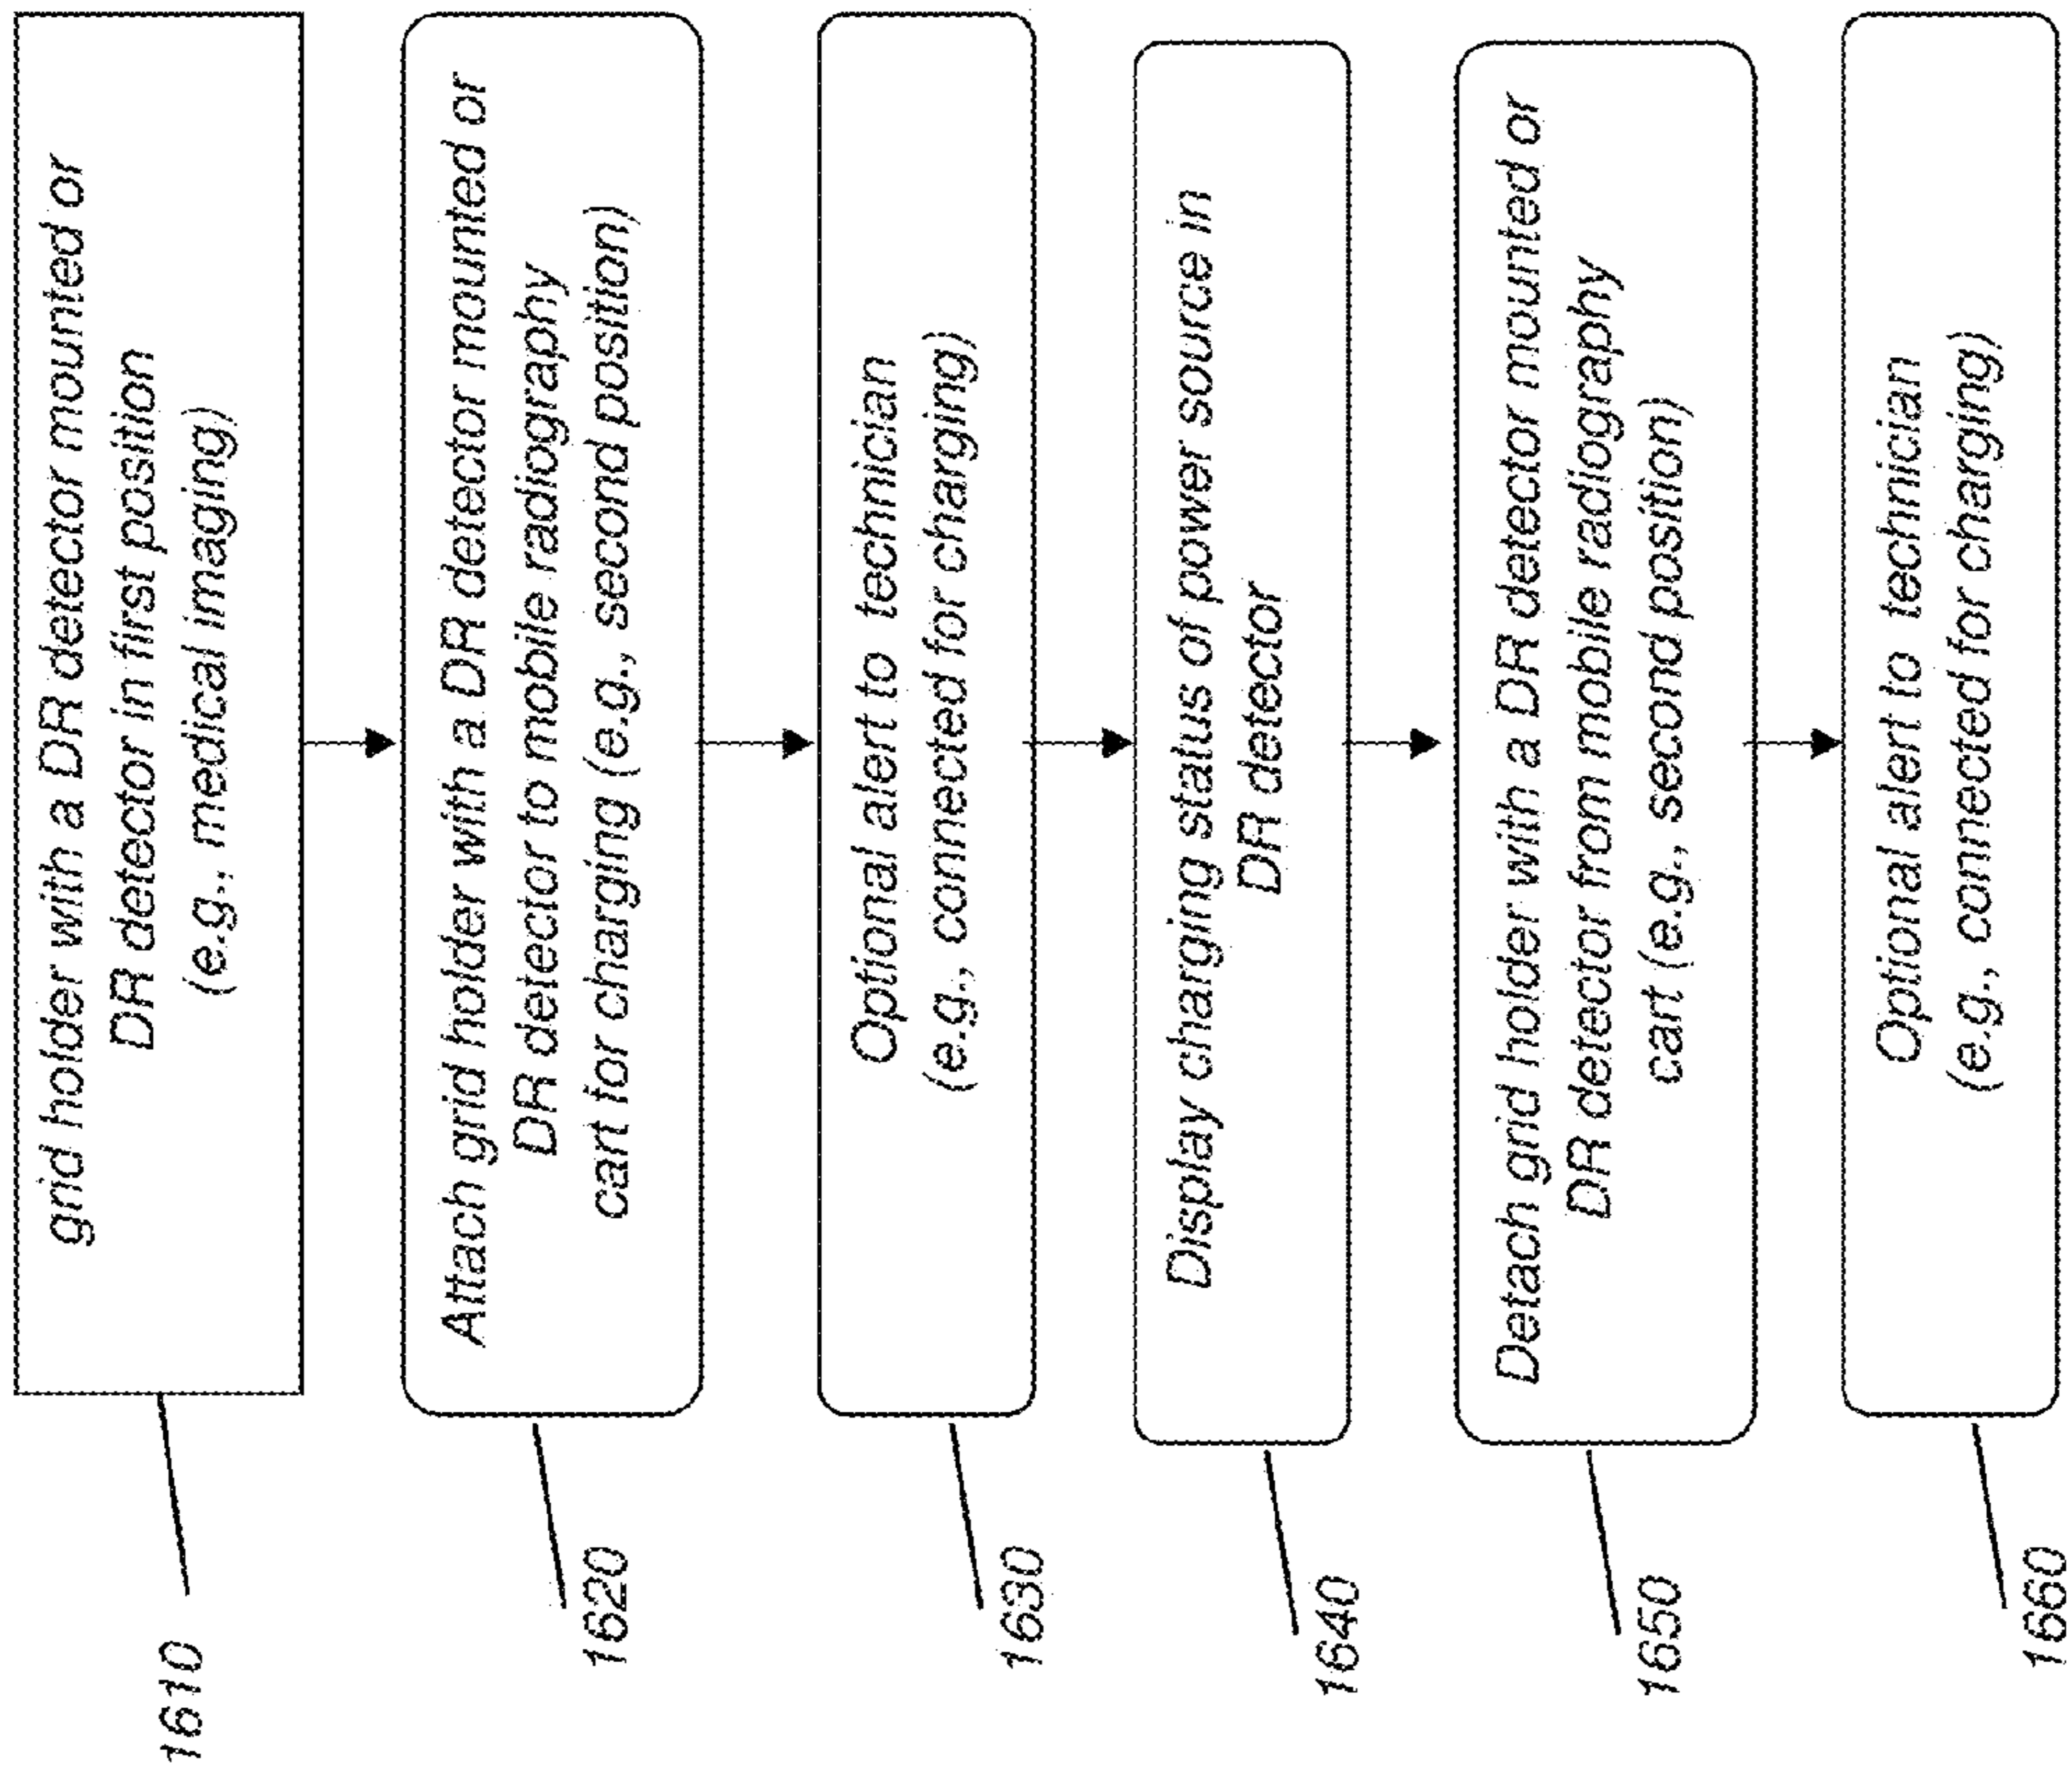 1610
grid holder with a DR detector mounted or
DR detector in first position
(e.g., medical imaging)
1620
Attach grid holder with a DR detector mounted or
DR detector to mobile radiography
cart for charging (e.g., second position)
1630
Optional alert to technician
(e.g., connected for charging)
1640
Display charging status of power source in
DR detector
1650
Detach grid holder with a DR detector mounted or
DR detector from mobile radiography
cart (e.g., second position)
1660
Optional alert to technician
(e.g., connected for charging)